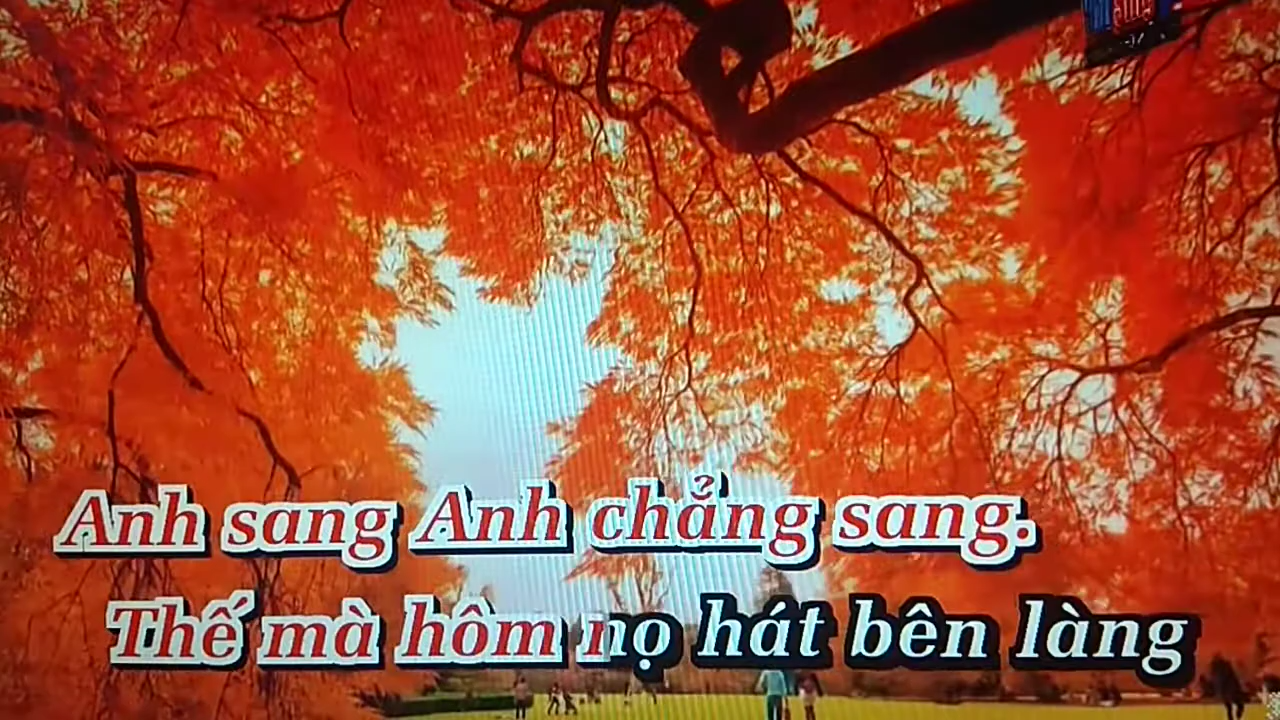 Anh sang Anh chẳng sang.
Thế mà hôm nọ hát bên làng